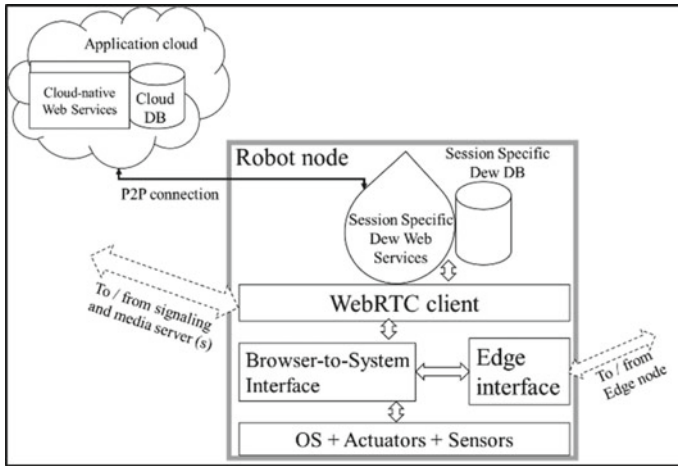 Application cloud
Cloud-native
Web Services
Cloud
DB
Robot node
Session Specific
Dew DB
P2P connection
Session Specific
Dew Web
Services
To / from signaling
and media server (s)
WebRTC client
Browser-to-System
Interface
Edge
interface
To / from
Edge node
OS + Actuators + Sensors